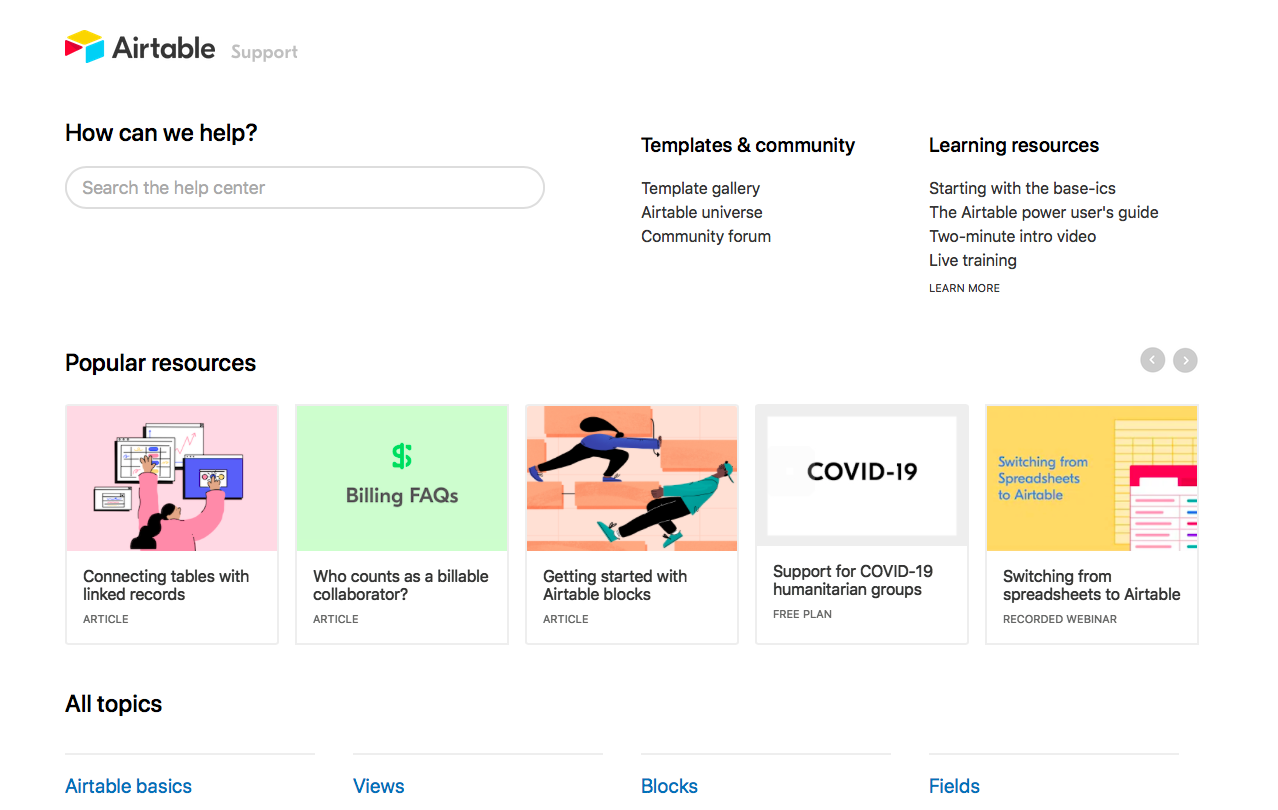 Airtable Support
How can we help?
Search the help center
Templates & community
Template gallery
Airtable universe
Community forum
Learning resources
Starting with the base-ics
The Airtable power user's guide
Two-minute intro video
Live training
LEARN MORE
Popular resources
Connecting tables with
linked records
ARTICLE
$
Billing FAQs
Who counts as a billable
collaborator?
ARTICLE
Getting started with
Airtable blocks
ARTICLE
COVID-19
Support for COVID-19
humanitarian groups
FREE PLAN
Switching from
Spreadsheets
to Airtable
Switching from
spreadsheets to Airtable
RECORDED WEBINAR
All topics
Airtable basics
Views
Blocks
Fields